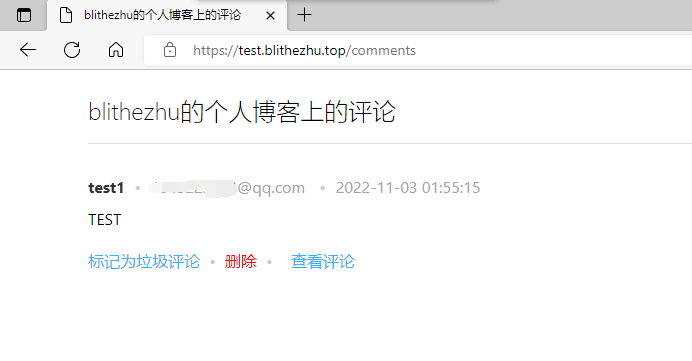 blithezhu的个人博客上的评论
https://test.blithezhu.top/comments
blithezhu的个人博客上的评论
test1 • @qq.com • 2022-11-03 01:55:15
TEST
标记为垃圾评论 • 删除 • 查看评论